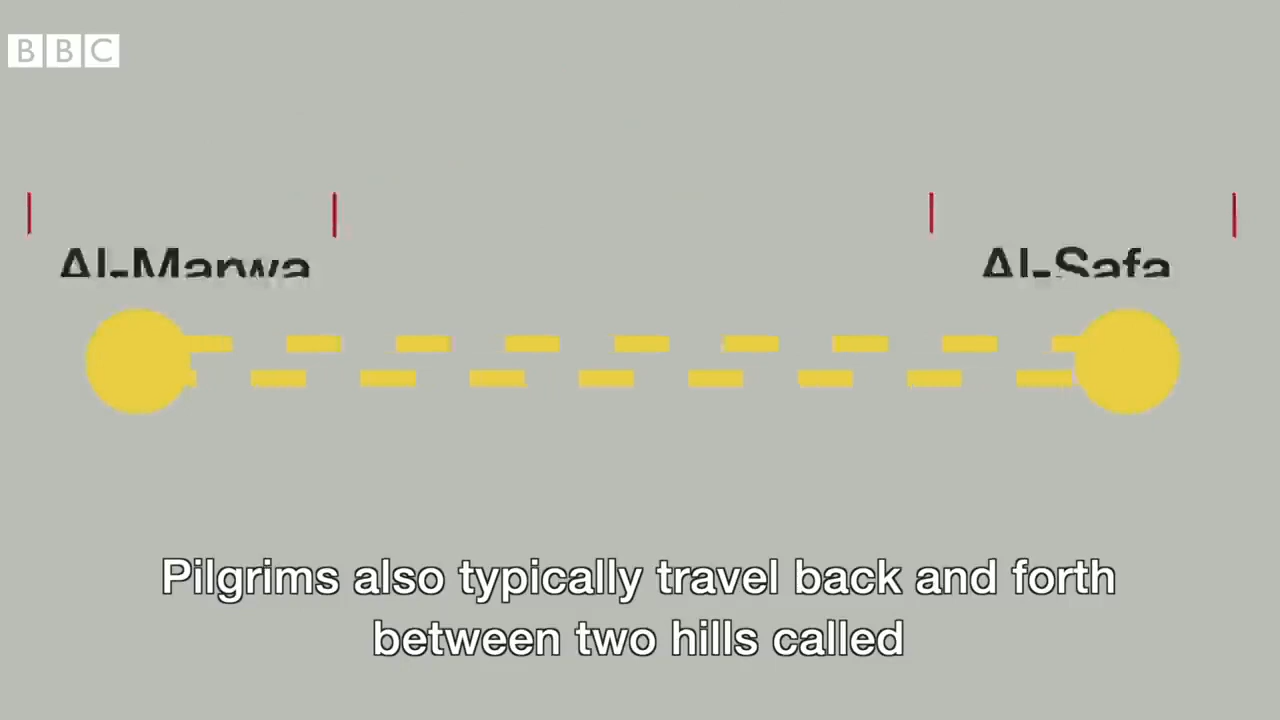 BBC
Al-Marwa
Al-Safa
Pilgrims also typically travel back and forth
between two hills called